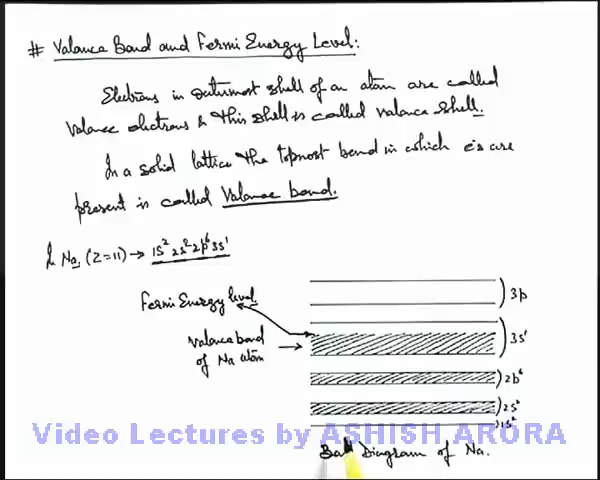 # Valance Band and Fermi Energy Level:
Electrons in outermost shell of an atom are called
valance electrons & this shell is called valance shell.
In a solid lattice the topmost band in which e⁻s are
present is called Valance band.
In Na (Z=11) → 1s² 2s² 2p⁶ 3s¹
Fermi Energy level
3p
Valance band
of Na atom
3s¹
2p⁶
2s²
1s²
Video Lectures by ASHISH ARORA
Band Diagram of Na.